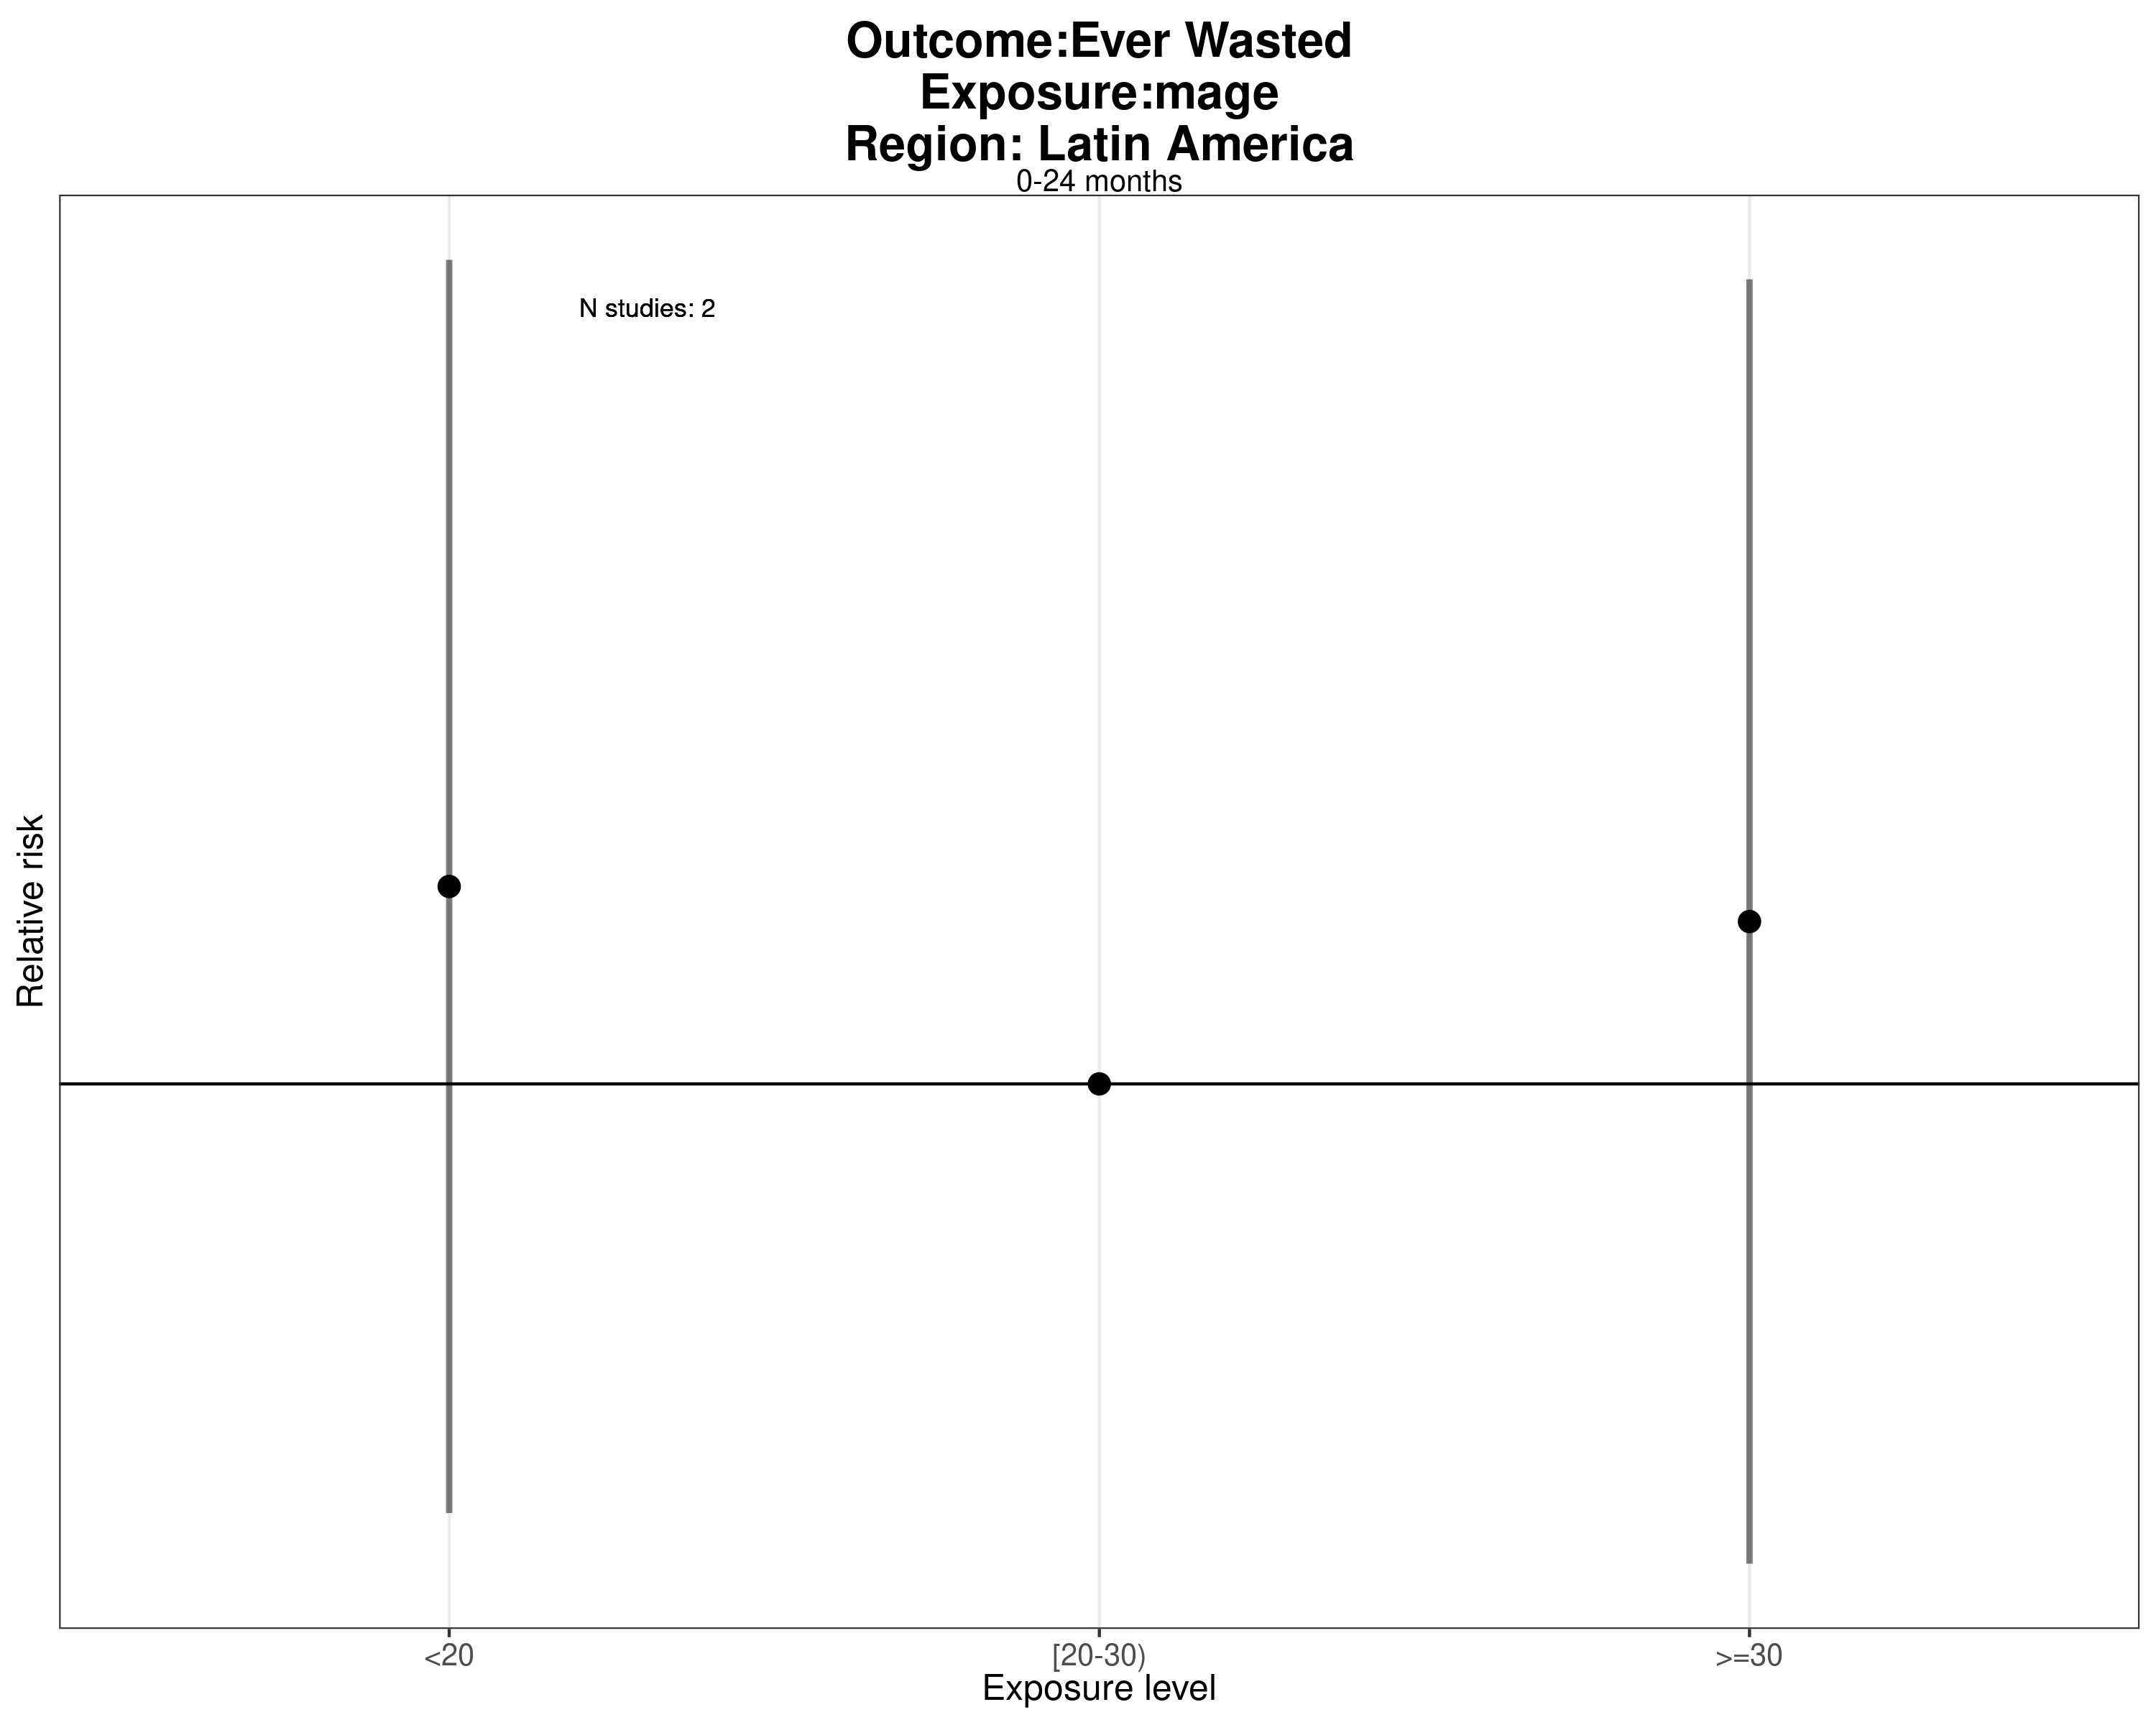 Outcome:Ever Wasted
Exposure:mage
Region: Latin America
0-24 months
N studies: 2
Relative risk
<20
[20-30)
>=30
Exposure level